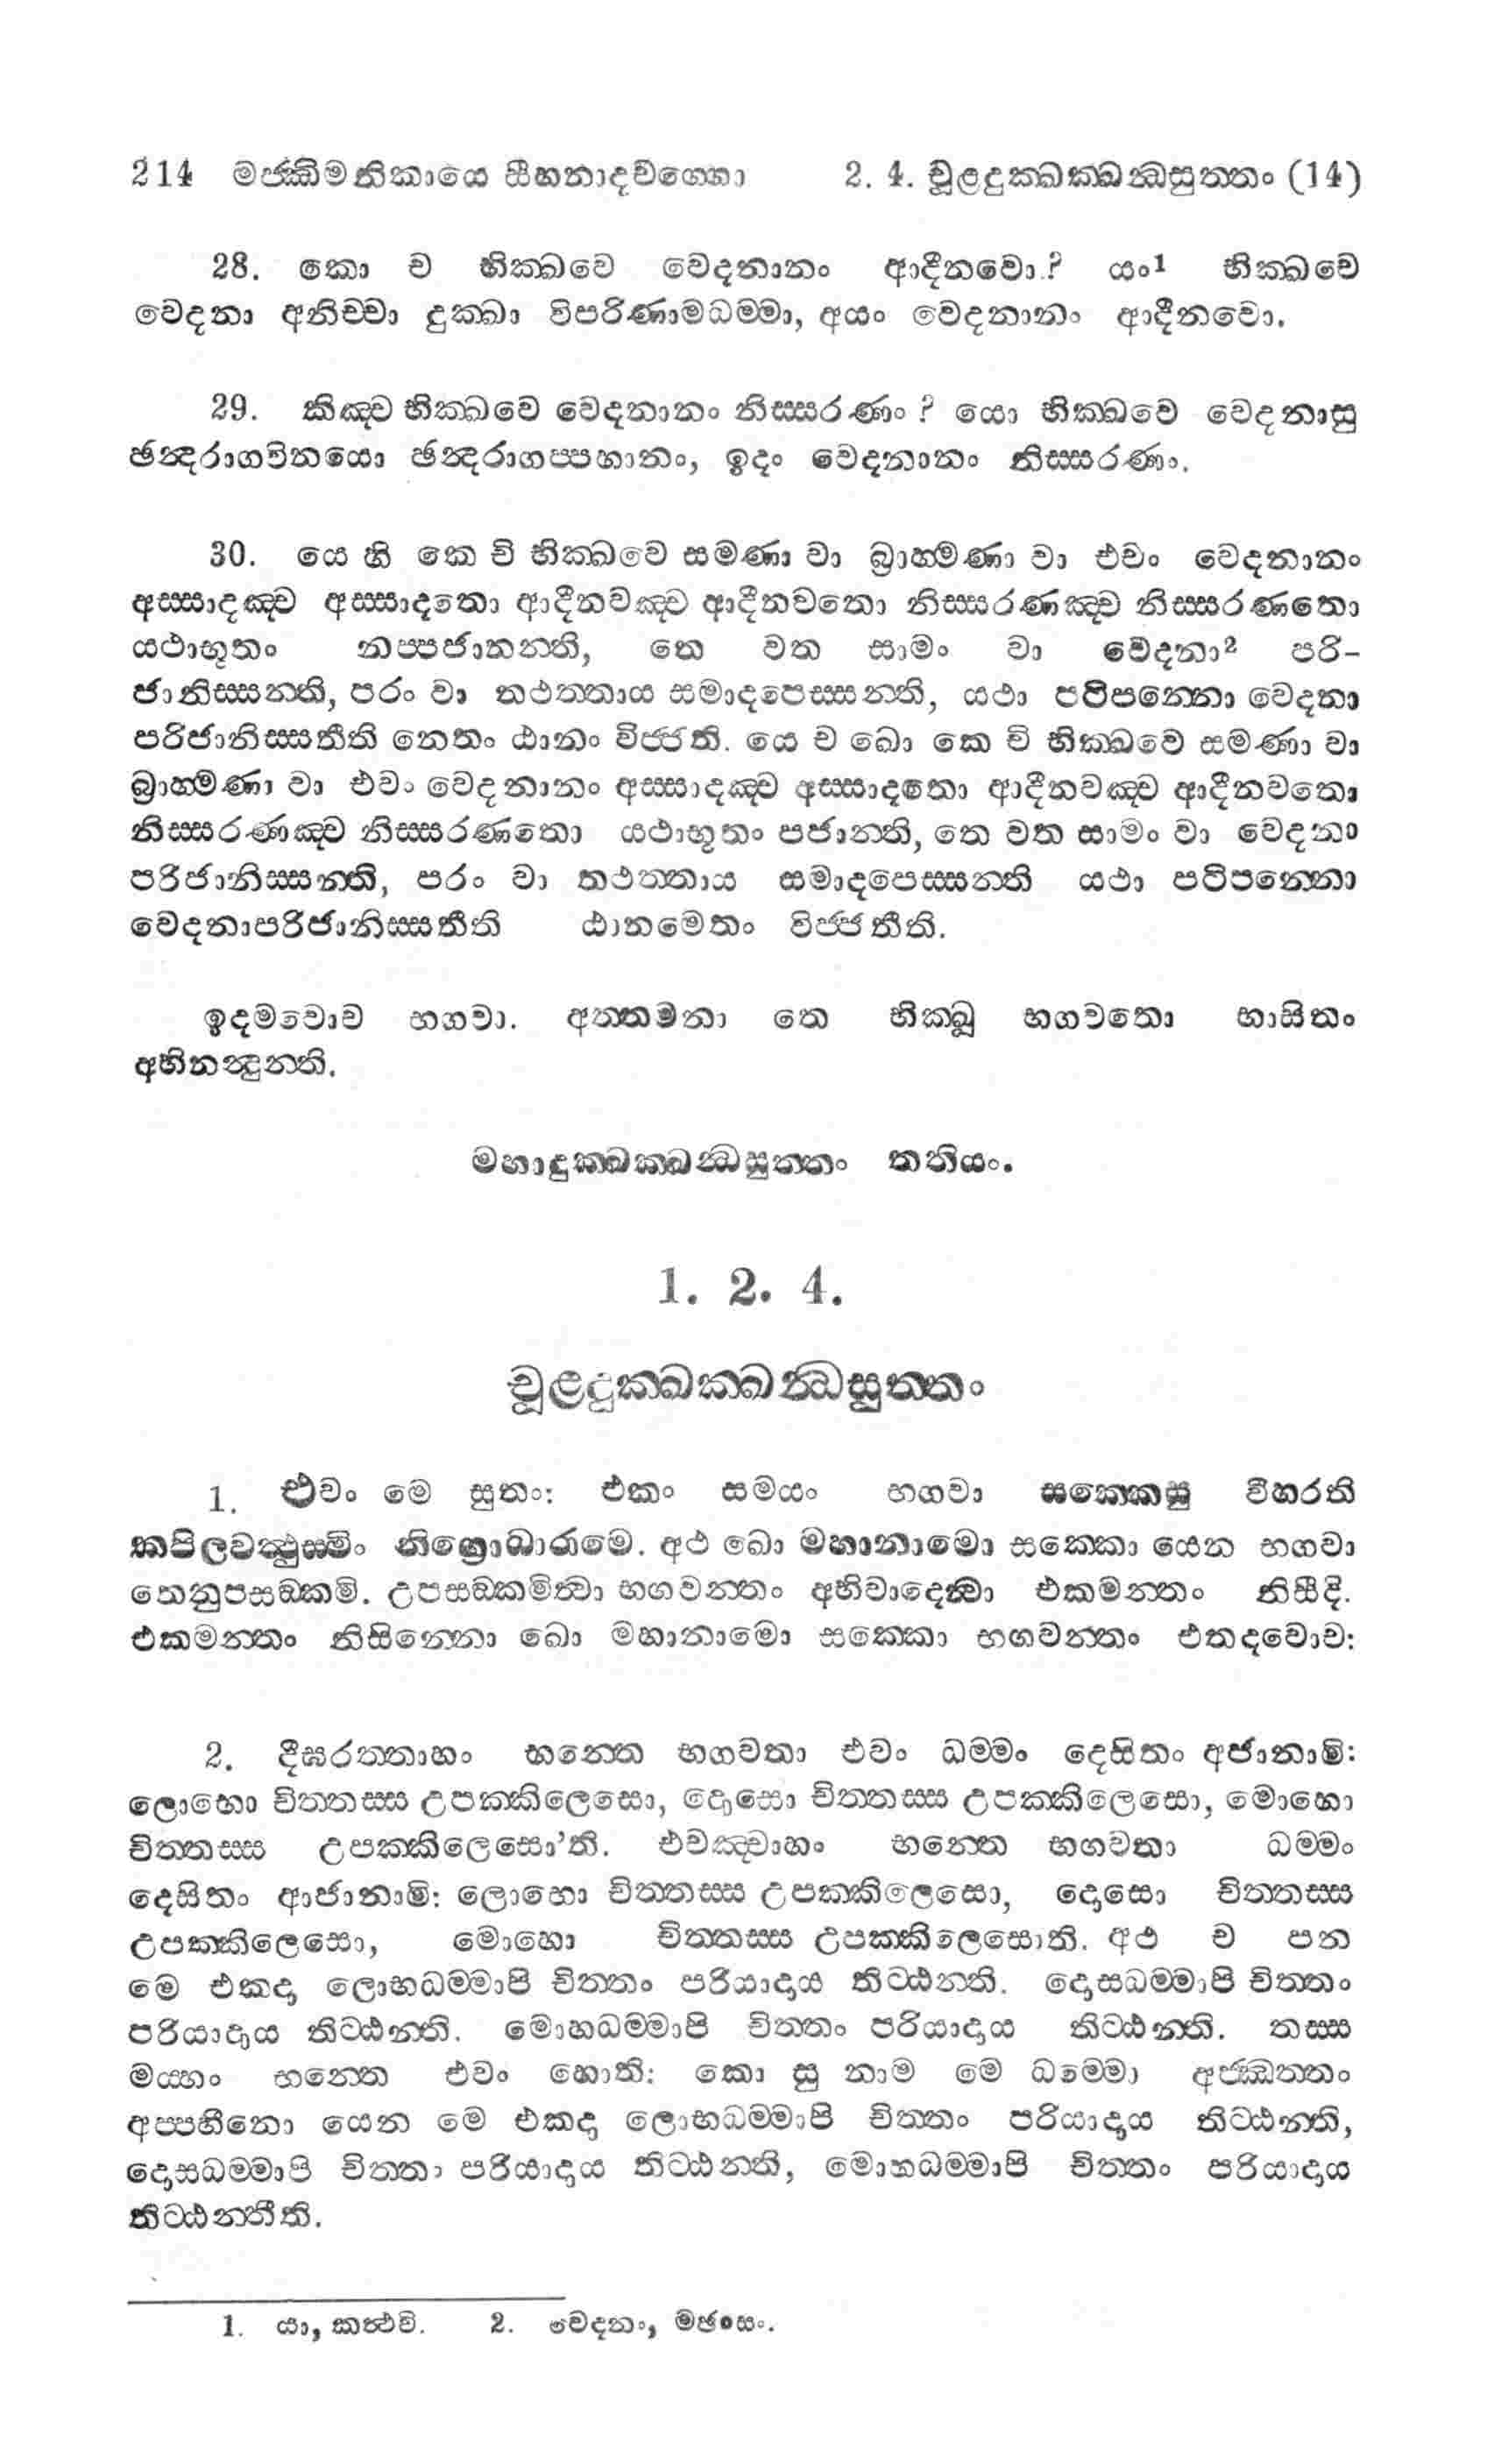 214 මජ්ඣිමනිකායෙ සීහනාදවග්ගො 2. 4. චූළදුක්ඛක්ඛන්ධසුත්තං (14)
28. කො ච භික්ඛවෙ වෙදනානං ආදීනවො? යං1 භික්ඛවෙ
වෙදනා අනිච්චා දුක්ඛා විපරිණාමධම්මා, අයං වෙදනානං ආදීනවො.
29. කිඤ්ච භික්ඛවෙ වෙදනානං නිස්සරණං? යො භික්ඛවෙ වෙදනාසු
ඡන්දරාගවිනයො ඡන්දරාගප්පහානං, ඉදං වෙදනානං නිස්සරණං.
30. යෙ හි කෙ චි භික්ඛවෙ සමණා වා බ්‍රාහ්මණා වා එවං වෙදනානං
අස්සාදඤ්ච අස්සාදතො ආදීනවඤ්ච ආදීනවතො නිස්සරණඤ්ච නිස්සරණතො
යථාභූතං නප්පජානන්ති, තෙ වත සාමං වා වෙදනා2 පරි-
ජානිස්සන්ති, පරං වා තථත්තාය සමාදපෙස්සන්ති, යථා පටිපන්නො වෙදනා
පරිජානිස්සතීති නෙතං ඨානං විජ්ජති. යෙ ච ඛො කෙ චි භික්ඛවෙ සමණා වා
බ්‍රාහ්මණා වා එවං වෙදනානං අස්සාදඤ්ච අස්සාදතො ආදීනවඤ්ච ආදීනවතො
නිස්සරණඤ්ච නිස්සරණතො යථාභූතං පජානන්ති, තෙ වත සාමං වා වෙදනා
පරිජානිස්සන්ති, පරං වා තථත්තාය සමාදපෙස්සන්ති යථා පටිපන්නො
වෙදනාපරිජානිස්සතීති ඨානමෙතං විජ්ජතීති.
ඉදමවොච භගවා. අත්තමනා තෙ භික්ඛූ භගවතො භාසිතං
අභිනන්දුන්ති.
මහාදුක්ඛක්ඛන්ධසුත්තං තතියං.
1. 2. 4.
චූළදුක්ඛක්ඛන්ධසුත්තං
1. එවං මෙ සුතං: එකං සමයං භගවා සක්කෙසු විහරති
කපිලවත්ථුස්මිං නිග්‍රොධාරාමෙ. අථ ඛො මහානාමො සක්කො යෙන භගවා
තෙනුපසඞ්කමි. උපසඞ්කමිත්වා භගවන්තං අභිවාදෙත්වා එකමන්තං නිසීදි.
එකමන්තං නිසින්නො ඛො මහානාමො සක්කො භගවන්තං එතදවොච:
2. දීඝරත්තාහං භන්තෙ භගවතා එවං ධම්මං දෙසිතං අජානාමි:
ලොභො චිත්තස්ස උපක්කිලෙසො, දොසො චිත්තස්ස උපක්කිලෙසො, මොහො
චිත්තස්ස උපක්කිලෙසො’ති. එවඤ්චාහං භන්තෙ භගවතා ධම්මං
දෙසිතං ආජානාමි: ලොභො චිත්තස්ස උපක්කිලෙසො, දොසො චිත්තස්ස
උපක්කිලෙසො, මොහො චිත්තස්ස උපක්කිලෙසොති. අථ ච පන
මෙ එකදා ලොභධම්මාපි චිත්තං පරියාදාය තිට්ඨන්ති. දොසධම්මාපි චිත්තං
පරියාදාය තිට්ඨන්ති. මොහධම්මාපි චිත්තං පරියාදාය තිට්ඨන්ති. තස්ස
මය්හං භන්තෙ එවං හොති: කො සු නාම මෙ ධම්මො අජ්ඣත්තං
අප්පහීනො යෙන මෙ එකදා ලොභධම්මාපි චිත්තං පරියාදාය තිට්ඨන්ති,
දොසධම්මාපි චිත්තං පරියාදාය තිට්ඨන්ති, මොහධම්මාපි චිත්තං පරියාදාය
තිට්ඨන්තීති.
1. යා, කත්ථචි. 2. වෙදනං, මඡසං.